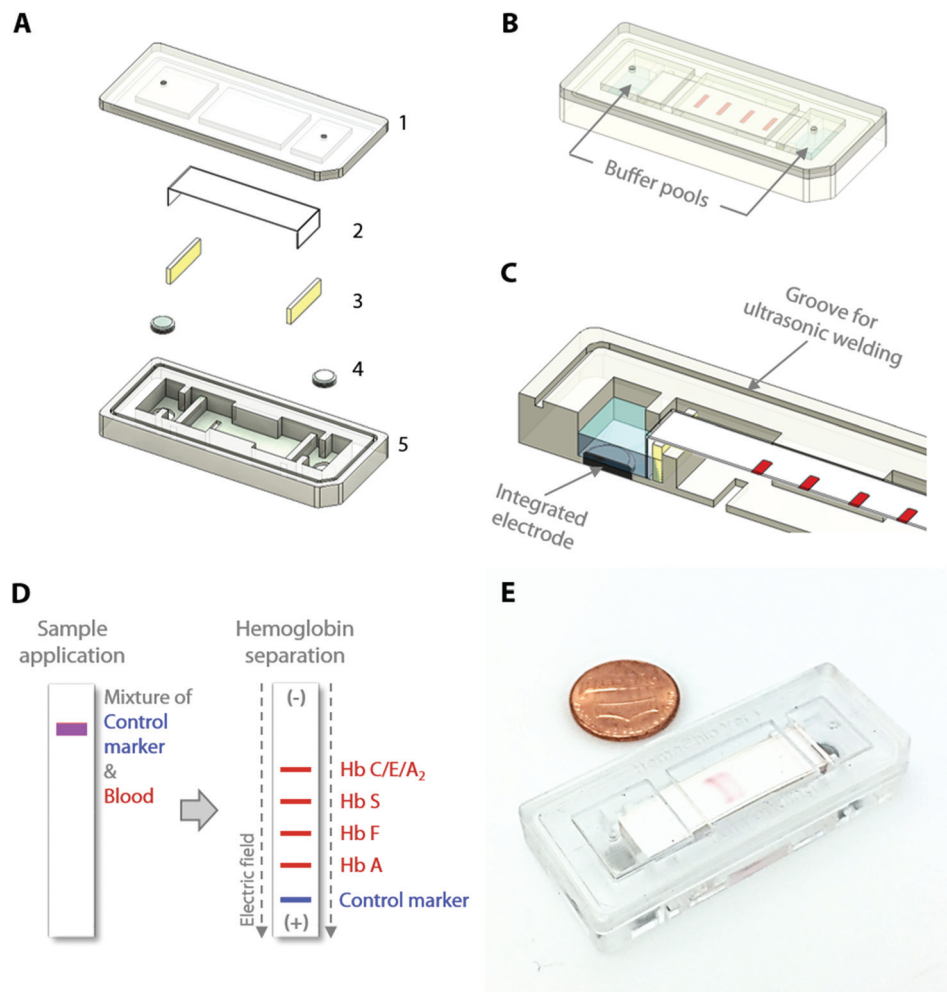 A
1
2
3
4
5
B
Buffer pools
C
Groove for
ultrasonic welding
Integrated
electrode
D
Sample
application
Mixture of
Control
marker
&
Blood
Hemoglobin
separation
(-)
Hb C/E/A₂
Hb S
Hb F
Hb A
Control marker
(+)
Electric field
E